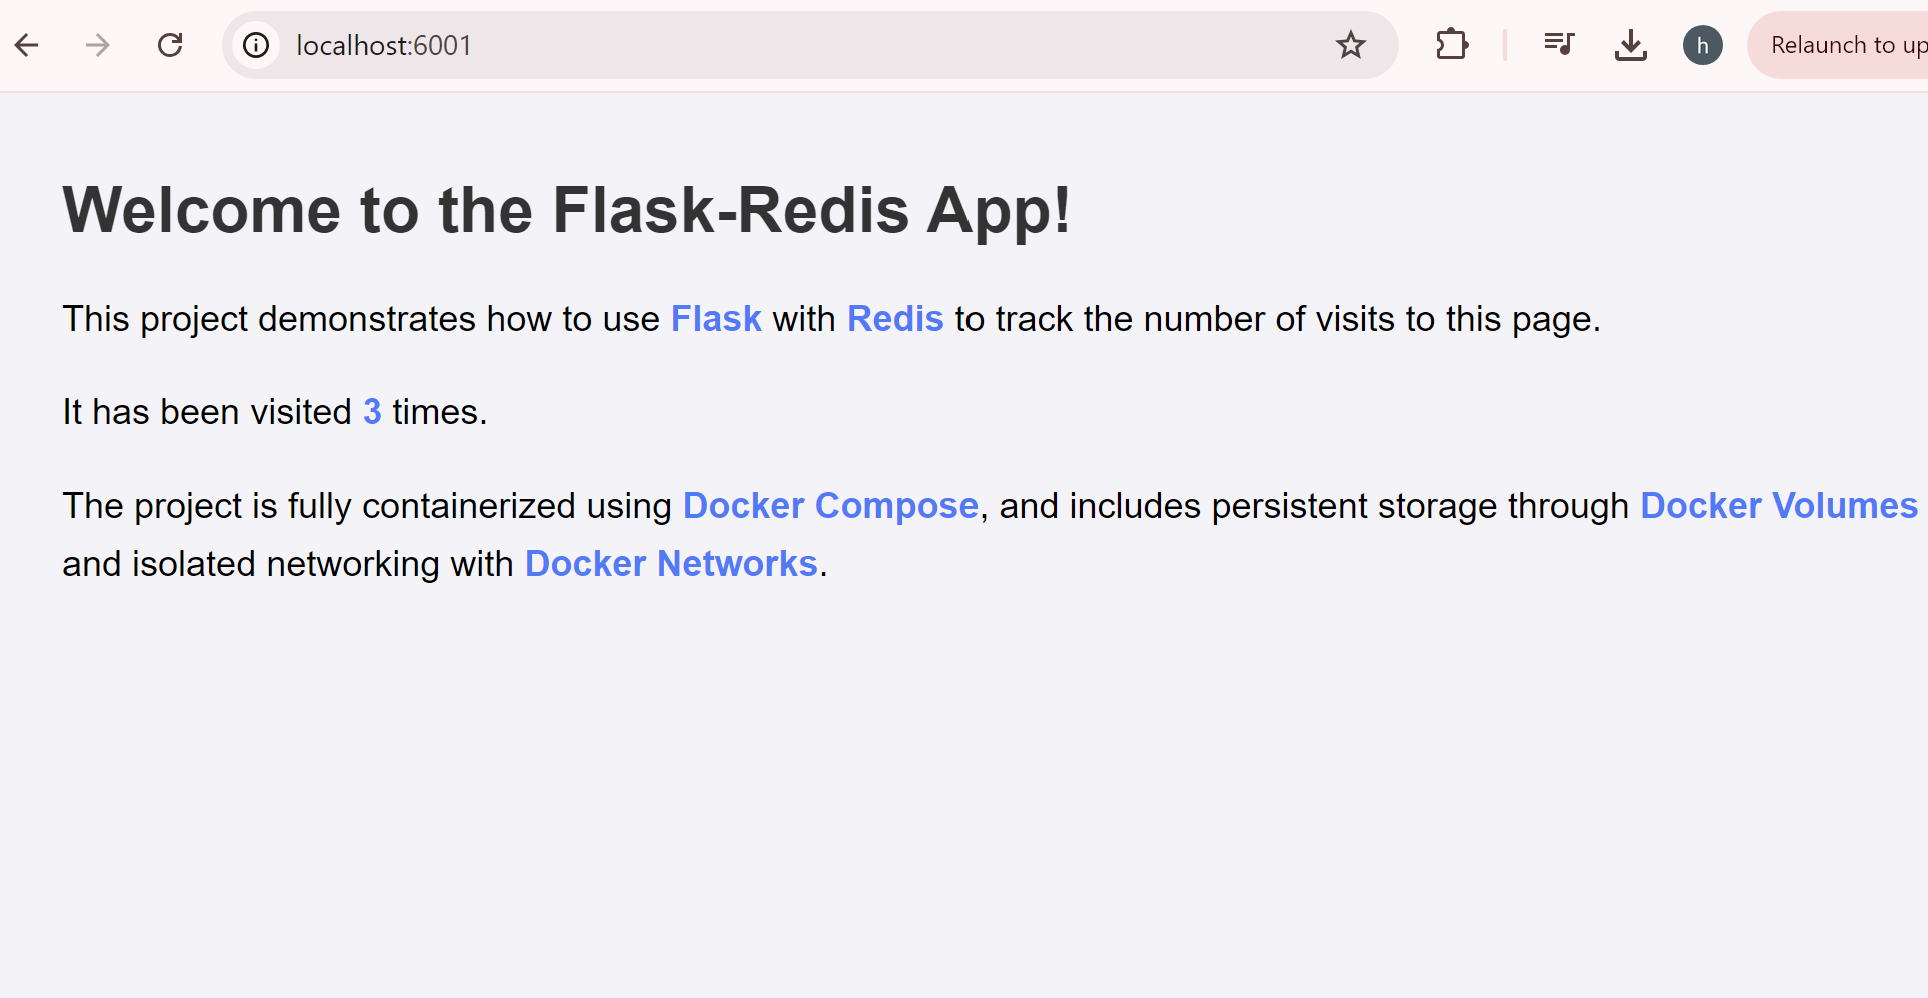 localhost:6001
h
Relaunch to up
Welcome to the Flask-Redis App!
This project demonstrates how to use Flask with Redis to track the number of visits to this page.
It has been visited 3 times.
The project is fully containerized using Docker Compose, and includes persistent storage through Docker Volumes
and isolated networking with Docker Networks.